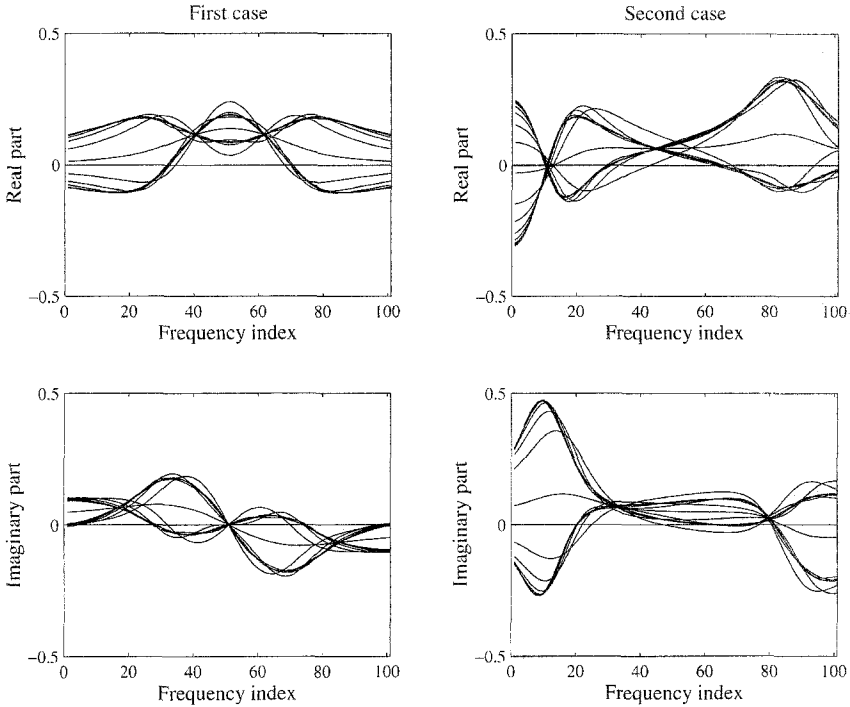 First case
Second case
0.5
0
−0.5
Real part
0 20 40 60 80 100
Frequency index
0.5
0
−0.5
Real part
0 20 40 60 80 100
Frequency index
0.5
0
−0.5
Imaginary part
0 20 40 60 80 100
Frequency index
0.5
0
−0.5
Imaginary part
0 20 40 60 80 100
Frequency index